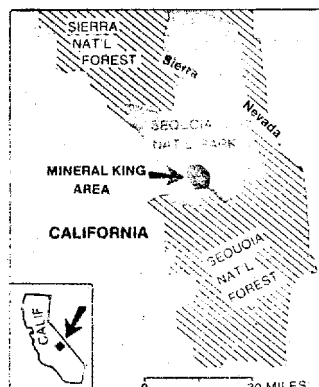 SIERRA
NAT'L
FOREST
Sierra
Nevada
SEQUOIA
NAT'L PARK
MINERAL KING
AREA
CALIFORNIA
SEQUOIA
NAT'L
FOREST
CALIF
0 20 MILES